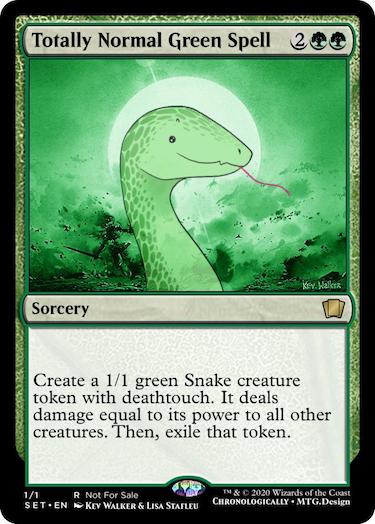 Totally Normal Green Spell 2
Kev Walker
Sorcery
Create a 1/1 green Snake creature
token with deathtouch. It deals
damage equal to its power to all other
creatures. Then, exile that token.
1/1 R Not For Sale
SET • EN Kev Walker & Lisa Stafleu
™ & © 2020 Wizards of the Coast
Chronologically • MTG.Design